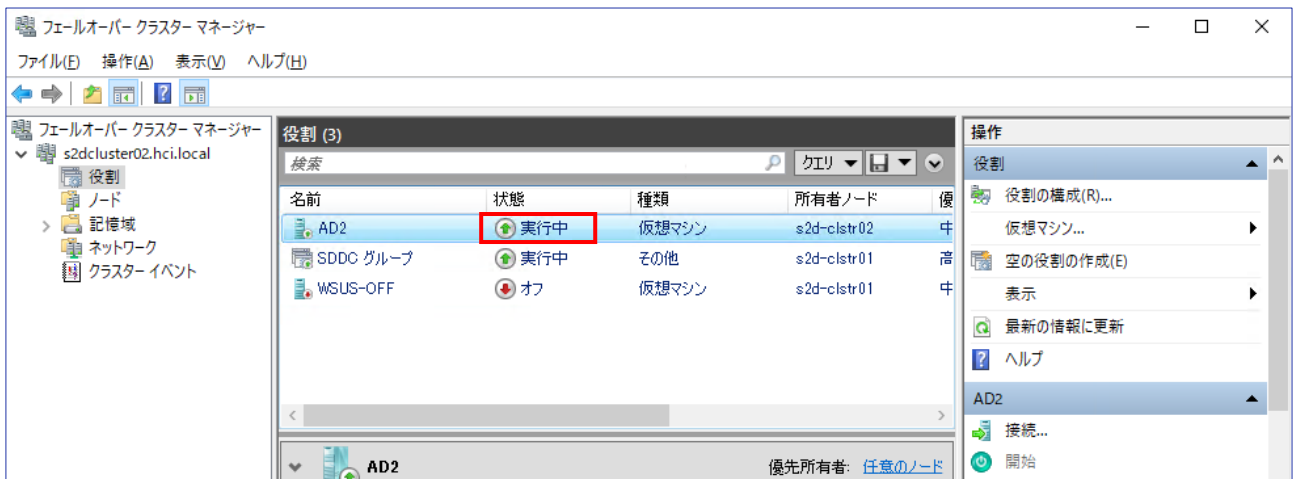 フェールオーバー クラスター マネージャー
ファイル(F) 操作(A) 表示(V) ヘルプ(H)
フェールオーバー クラスター マネージャー
s2dcluster02.hci.local
役割
ノード
記憶域
ネットワーク
クラスター イベント
役割 (3)
検索
クエリ
名前 状態 種類 所有者ノード 優
AD2 実行中 仮想マシン s2d-clstr02 中
SDDC グループ 実行中 その他 s2d-clstr01 高
WSUS-OFF オフ 仮想マシン s2d-clstr01 中
AD2 優先所有者: 任意のノード
操作
役割
役割の構成(R)...
仮想マシン...
空の役割の作成(E)
表示
最新の情報に更新
ヘルプ
AD2
接続...
開始